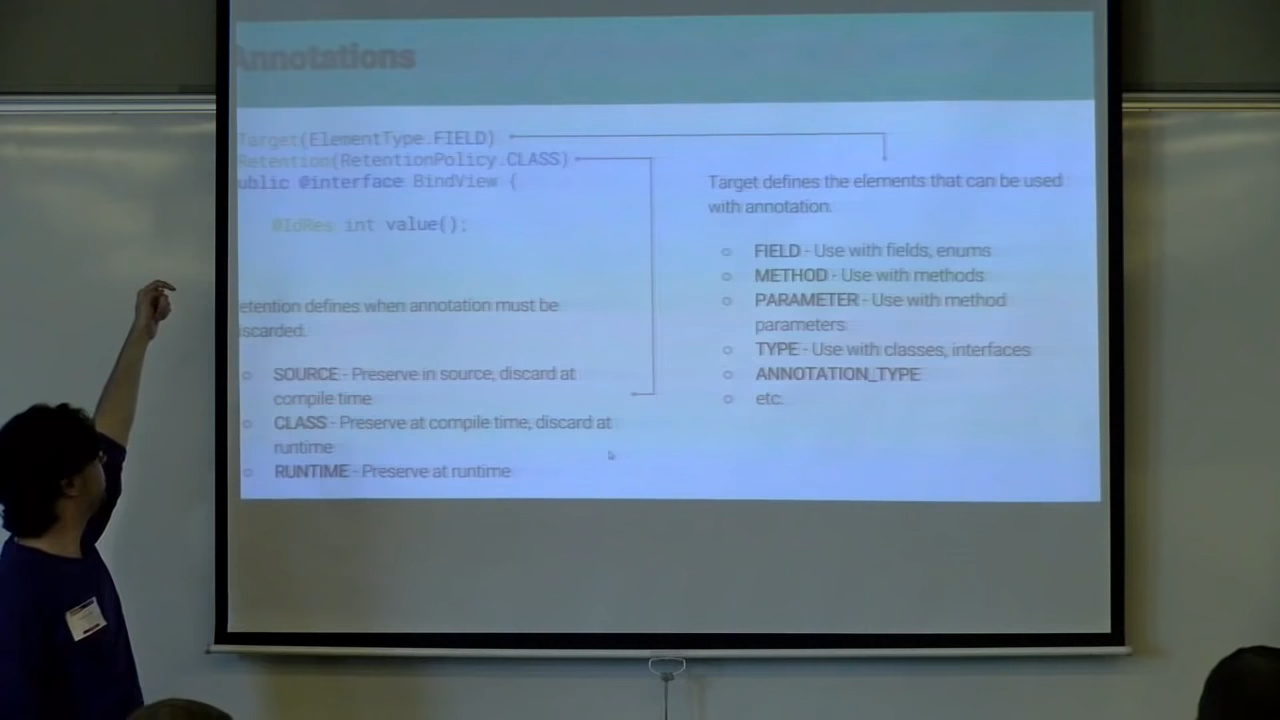 Annotations
Target(ElementType.FIELD)
Retention(RetentionPolicy.CLASS)
ublic @interface BindView {
@IdRes int value();
etention defines when annotation must be
scarded.
SOURCE - Preserve in source, discard at
compile time
CLASS - Preserve at compile time, discard at
runtime
RUNTIME - Preserve at runtime
Target defines the elements that can be used
with annotation.
FIELD - Use with fields, enums
METHOD - Use with methods
PARAMETER - Use with method
parameters
TYPE - Use with classes, interfaces
ANNOTATION_TYPE
etc.